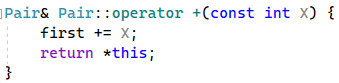 Pair& Pair::operator +(const int X) {
    first += X;
    return *this;
}